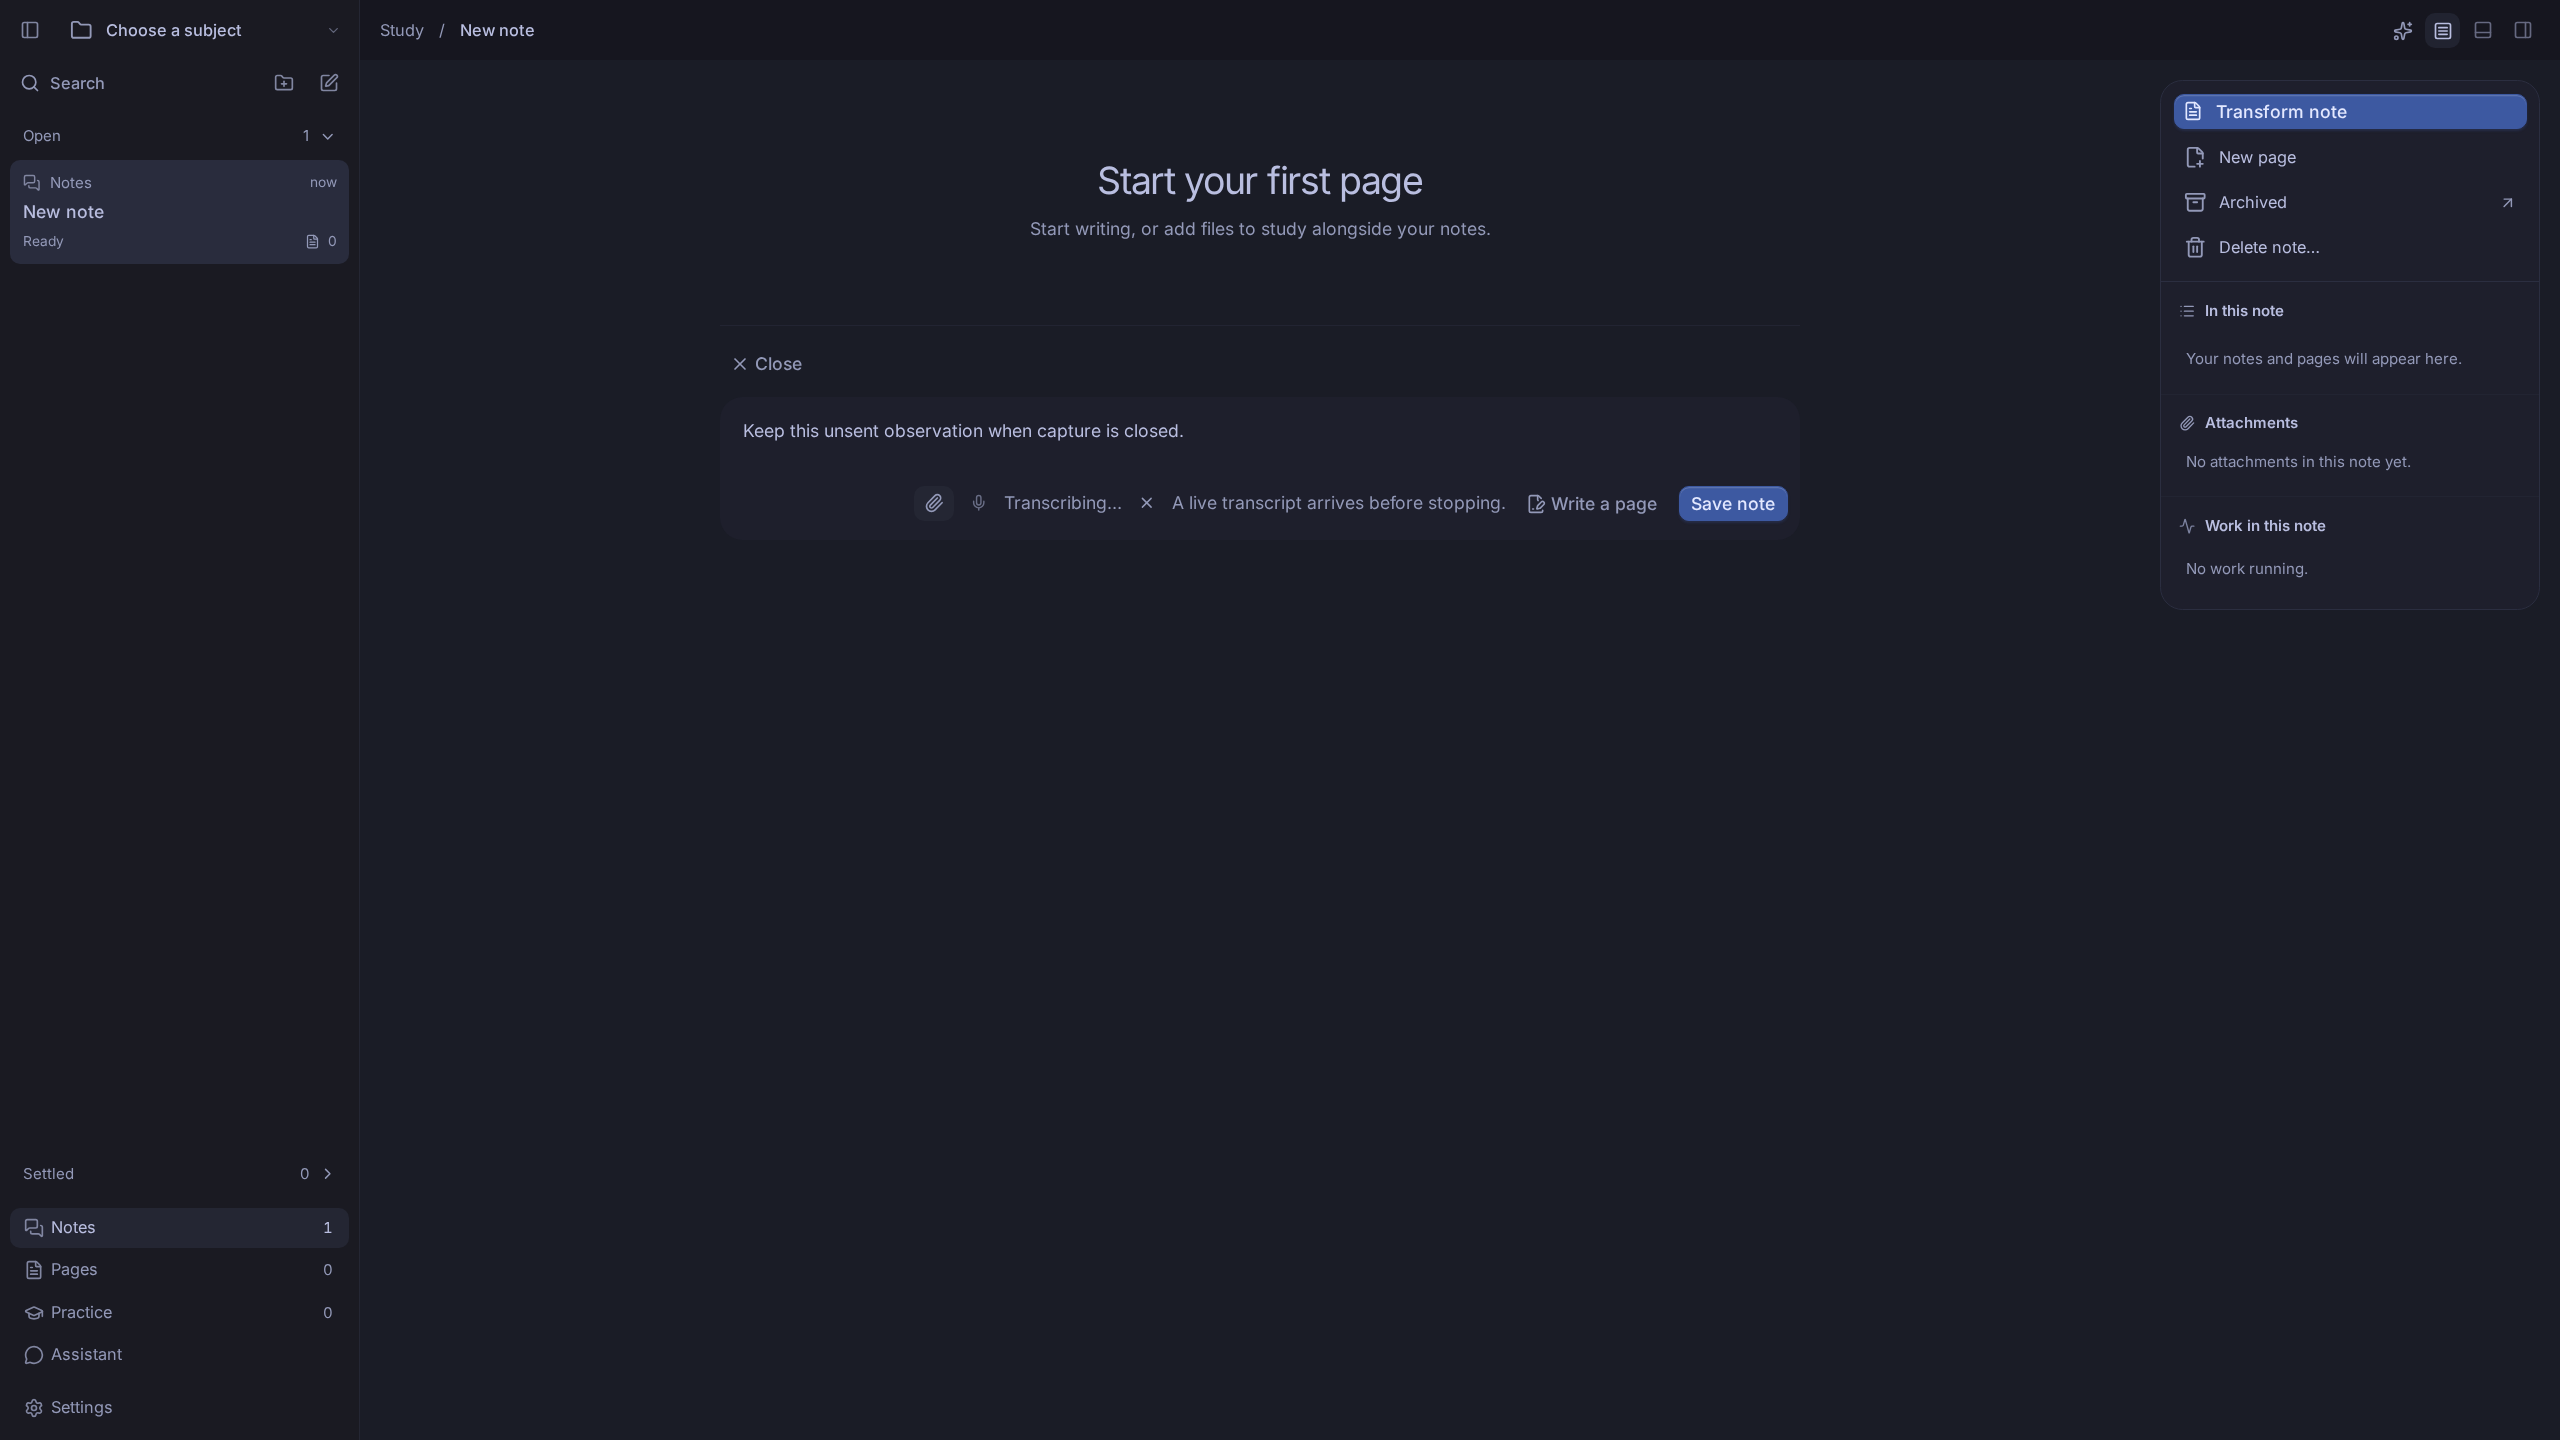 Choose a subject
Search
Open 1
Notes now
New note
Ready 0
Settled 0
Notes 1
Pages 0
Practice 0
Assistant
Settings
Study / New note
Start your first page
Start writing, or add files to study alongside your notes.
Close
Keep this unsent observation when capture is closed.
Transcribing... A live transcript arrives before stopping. Write a page Save note
Transform note
New page
Archived
Delete note...
In this note
Your notes and pages will appear here.
Attachments
No attachments in this note yet.
Work in this note
No work running.